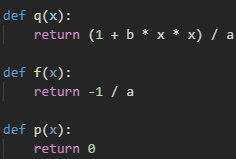 def q(x):
    return (1 + b * x * x) / a
def f(x):
    return -1 / a
def p(x):
    return 0